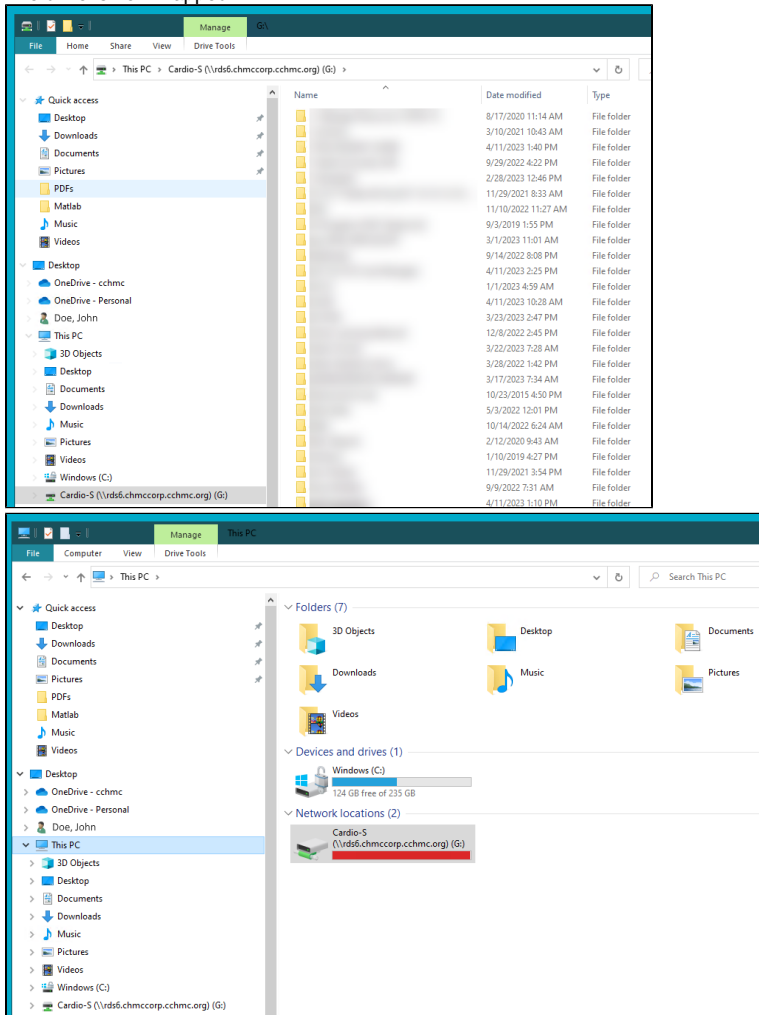 Manage G:\
File Home Share View Drive Tools
This PC > Cardio-S (\\rds6.chmccorp.cchmc.org) (G:) >
Quick access
Desktop
Downloads
Documents
Pictures
PDFs
Matlab
Music
Videos
Desktop
OneDrive - cchmc
OneDrive - Personal
Doe, John
This PC
3D Objects
Desktop
Documents
Downloads
Music
Pictures
Videos
Windows (C:)
Cardio-S (\\rds6.chmccorp.cchmc.org) (G:)
Name Date modified Type
8/17/2020 11:14 AM File folder
3/10/2021 10:43 AM File folder
4/11/2023 1:40 PM File folder
9/29/2022 4:22 PM File folder
2/28/2023 12:46 PM File folder
11/29/2021 8:33 AM File folder
11/10/2022 11:27 AM File folder
9/3/2019 1:55 PM File folder
3/1/2023 11:01 AM File folder
9/14/2022 8:08 PM File folder
4/11/2023 2:25 PM File folder
1/1/2023 4:59 AM File folder
4/11/2023 10:28 AM File folder
3/23/2023 2:47 PM File folder
12/8/2022 2:45 PM File folder
3/22/2023 7:28 AM File folder
3/28/2022 1:42 PM File folder
3/17/2023 7:34 AM File folder
10/23/2015 4:50 PM File folder
5/3/2022 12:01 PM File folder
10/14/2022 6:24 AM File folder
2/12/2020 9:43 AM File folder
1/10/2019 4:27 PM File folder
11/29/2021 3:54 PM File folder
9/9/2022 7:31 AM File folder
4/11/2023 1:10 PM File folder
Manage This PC
File Computer View Drive Tools
This PC > Search This PC
Quick access
Desktop
Downloads
Documents
Pictures
PDFs
Matlab
Music
Videos
Desktop
OneDrive - cchmc
OneDrive - Personal
Doe, John
This PC
3D Objects
Desktop
Documents
Downloads
Music
Pictures
Videos
Windows (C:)
Cardio-S (\\rds6.chmccorp.cchmc.org) (G:)
Folders (7)
3D Objects Desktop Documents
Downloads Music Pictures
Videos
Devices and drives (1)
Windows (C:)
124 GB free of 235 GB
Network locations (2)
Cardio-S
(\\rds6.chmccorp.cchmc.org) (G:)